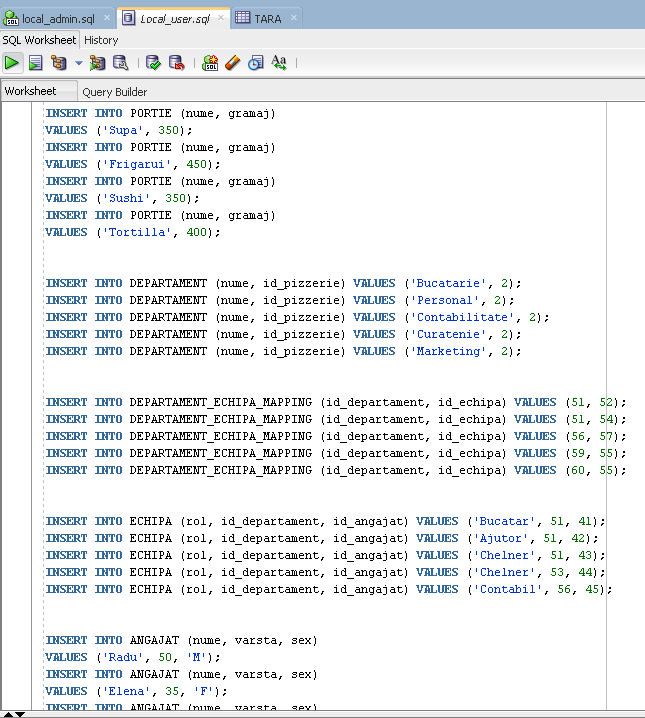 local_admin.sql
Local_user.sql
TARA
SQL Worksheet History
Worksheet Query Builder
INSERT INTO PORTIE (nume, gramaj)
VALUES ('Supa', 350);
INSERT INTO PORTIE (nume, gramaj)
VALUES ('Frigarui', 450);
INSERT INTO PORTIE (nume, gramaj)
VALUES ('Sushi', 350);
INSERT INTO PORTIE (nume, gramaj)
VALUES ('Tortilla', 400);
INSERT INTO DEPARTAMENT (nume, id_pizzerie) VALUES ('Bucatarie', 2);
INSERT INTO DEPARTAMENT (nume, id_pizzerie) VALUES ('Personal', 2);
INSERT INTO DEPARTAMENT (nume, id_pizzerie) VALUES ('Contabilitate', 2);
INSERT INTO DEPARTAMENT (nume, id_pizzerie) VALUES ('Curatenie', 2);
INSERT INTO DEPARTAMENT (nume, id_pizzerie) VALUES ('Marketing', 2);
INSERT INTO DEPARTAMENT_ECHIPA_MAPPING (id_departament, id_echipa) VALUES (51, 52);
INSERT INTO DEPARTAMENT_ECHIPA_MAPPING (id_departament, id_echipa) VALUES (51, 54);
INSERT INTO DEPARTAMENT_ECHIPA_MAPPING (id_departament, id_echipa) VALUES (56, 57);
INSERT INTO DEPARTAMENT_ECHIPA_MAPPING (id_departament, id_echipa) VALUES (59, 55);
INSERT INTO DEPARTAMENT_ECHIPA_MAPPING (id_departament, id_echipa) VALUES (60, 55);
INSERT INTO ECHIPA (rol, id_departament, id_angajat) VALUES ('Bucatar', 51, 41);
INSERT INTO ECHIPA (rol, id_departament, id_angajat) VALUES ('Ajutor', 51, 42);
INSERT INTO ECHIPA (rol, id_departament, id_angajat) VALUES ('Chelner', 51, 43);
INSERT INTO ECHIPA (rol, id_departament, id_angajat) VALUES ('Chelner', 53, 44);
INSERT INTO ECHIPA (rol, id_departament, id_angajat) VALUES ('Contabil', 56, 45);
INSERT INTO ANGAJAT (nume, varsta, sex)
VALUES ('Radu', 50, 'M');
INSERT INTO ANGAJAT (nume, varsta, sex)
VALUES ('Elena', 35, 'F');
INSERT INTO ANGAJAT (nume, varsta, sex)